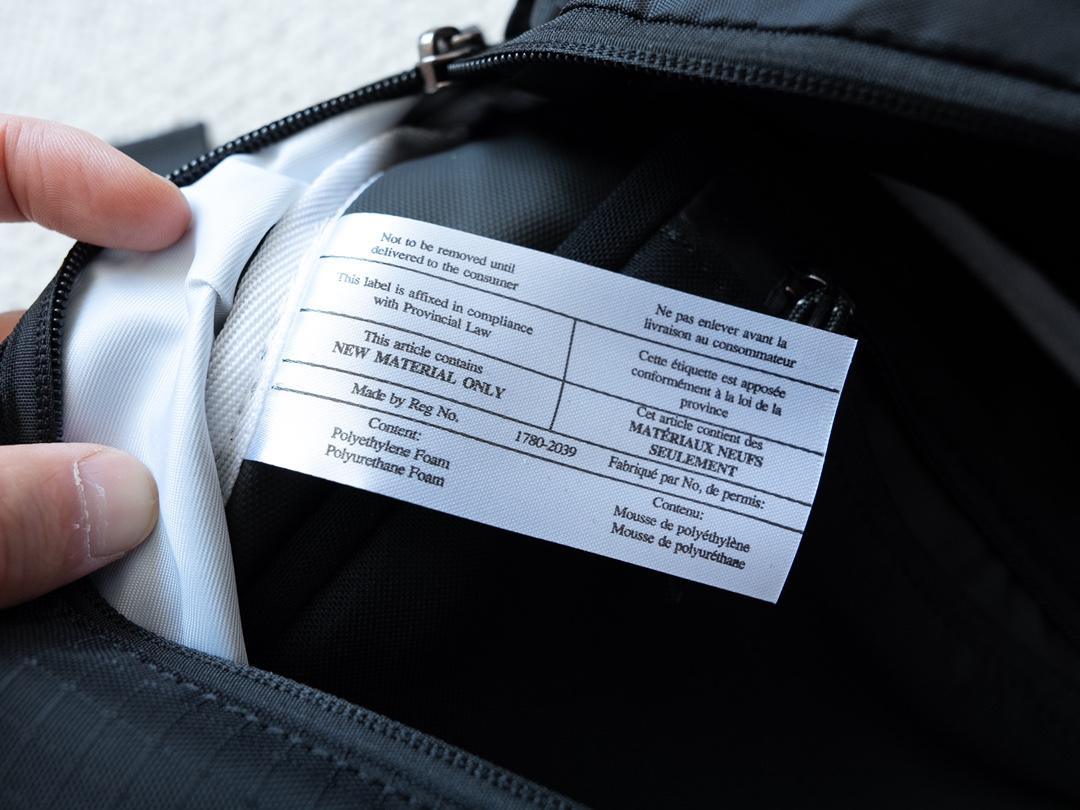 Not to be removed until
delivered to the consumer
This label is affixed in compliance
with Provincial Law
This article contains
NEW MATERIAL ONLY
Made by Reg No.
1780-2039
Content:
Polyethylene Foam
Polyurethane Foam
Ne pas enlever avant la
livraison au consommateur
Cette étiquette est apposée
conformément à la loi de la
province
Cet article contient des
MATÉRIAUX NEUFS
SEULEMENT
Fabriqué par No, de permis:
Contenu:
Mousse de polyéthylène
Mousse de polyuréthane